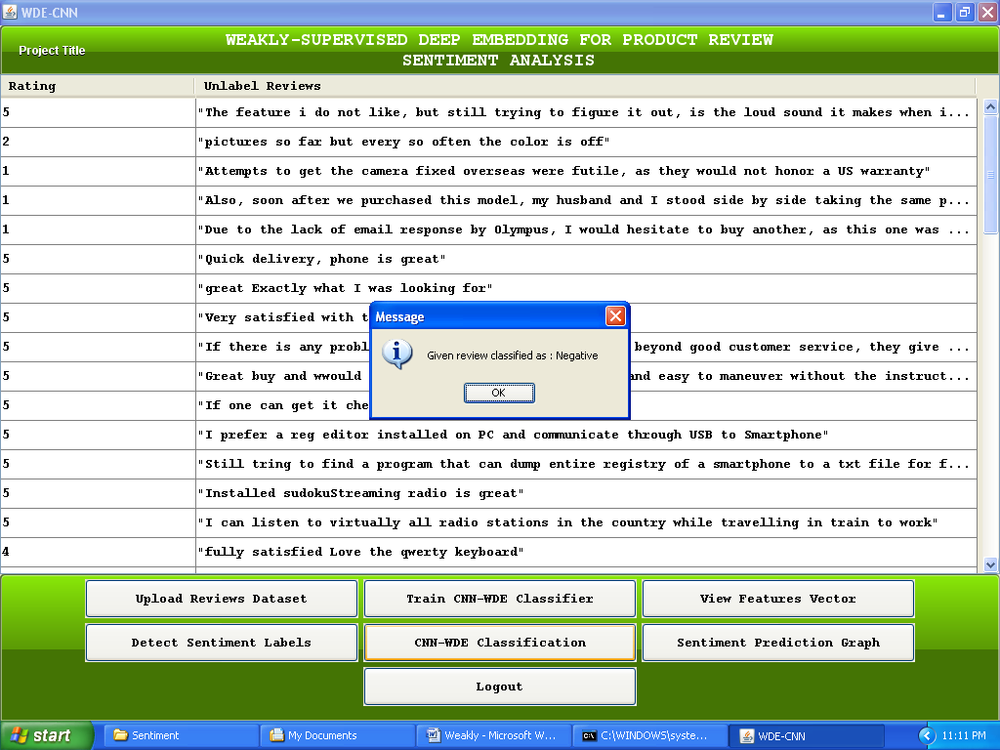 WDE-CNN
Project Title
WEAKLY-SUPERVISED DEEP EMBEDDING FOR PRODUCT REVIEW
SENTIMENT ANALYSIS
Rating Unlabel Reviews
5 "The feature i do not like, but still trying to figure it out, is the loud sound it makes when i...
2 "pictures so far but every so often the color is off"
1 "Attempts to get the camera fixed overseas were futile, as they would not honor a US warranty"
1 "Also, soon after we purchased this model, my husband and I stood side by side taking the same p...
1 "Due to the lack of email response by Olympus, I would hesitate to buy another, as this one was ...
5 "Quick delivery, phone is great"
5 "great Exactly what I was looking for"
5 "Very satisfied with
5 "If there is any beyond good customer service, they give ...
5 "Great buy and wwould and easy to maneuver without the instruct...
5 "If one can get it
5 "I prefer a reg editor installed on PC and communicate through USB to Smartphone"
5 "Still tring to find a program that can dump entire registry of a smartphone to a txt file for f...
5 "Installed sudokuStreaming radio is great"
5 "I can listen to virtually all radio stations in the country while travelling in train to work"
4 "fully satisfied Love the qwerty keyboard"
Message
Given review classified as : Negative
OK
Upload Reviews Dataset Train CNN-WDE Classifier View Features Vector
Detect Sentiment Labels CNN-WDE Classification Sentiment Prediction Graph
Logout
start Sentiment My Documents Weakly - Microsoft W... C:\WINDOWS\syste... WDE-CNN 11:11 PM